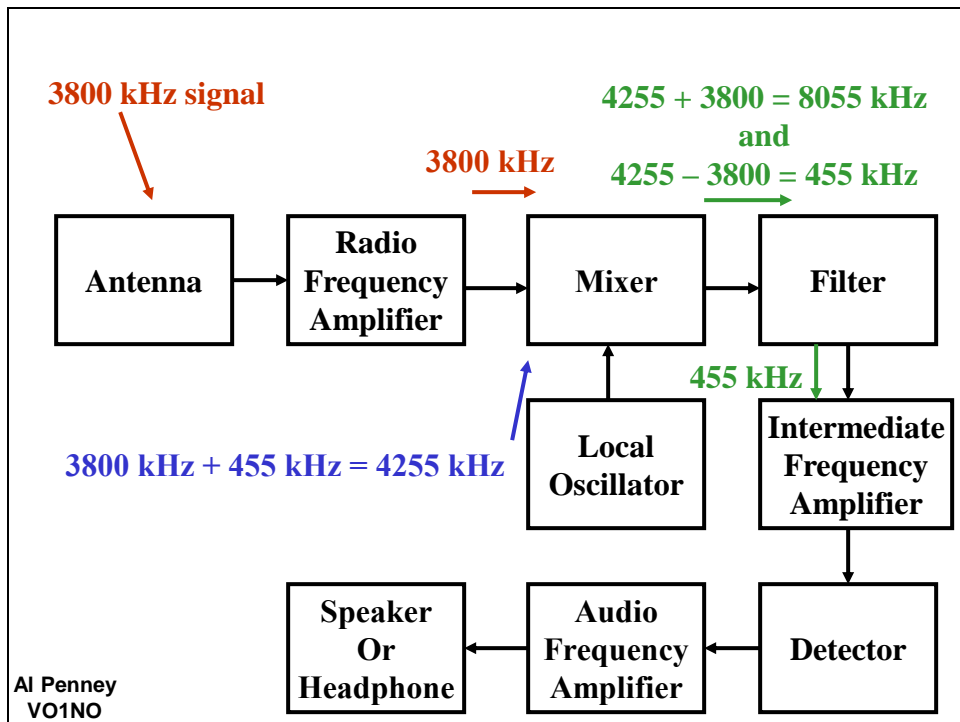 3800 kHz signal
4255 + 3800 = 8055 kHz
and
4255 – 3800 = 455 kHz
3800 kHz
Antenna
Radio
Frequency
Amplifier
Mixer
Filter
455 kHz
3800 kHz + 455 kHz = 4255 kHz
Local
Oscillator
Intermediate
Frequency
Amplifier
Speaker
Or
Headphone
Audio
Frequency
Amplifier
Detector
Al Penney
VO1NO